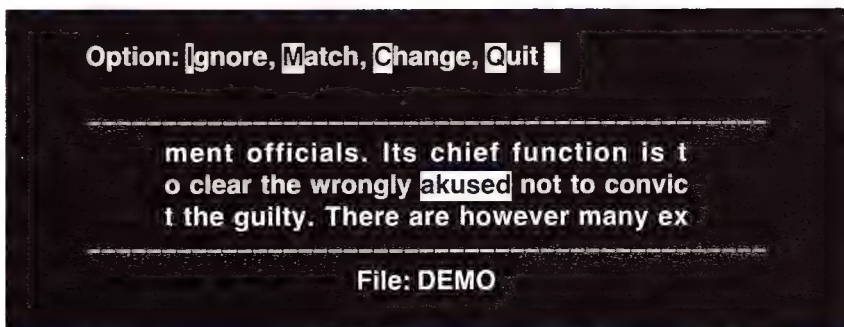 Option: Ignore, Match, Change, Quit
ment officials. Its chief function is t
o clear the wrongly akused not to convic
t the guilty. There are however many ex
File: DEMO